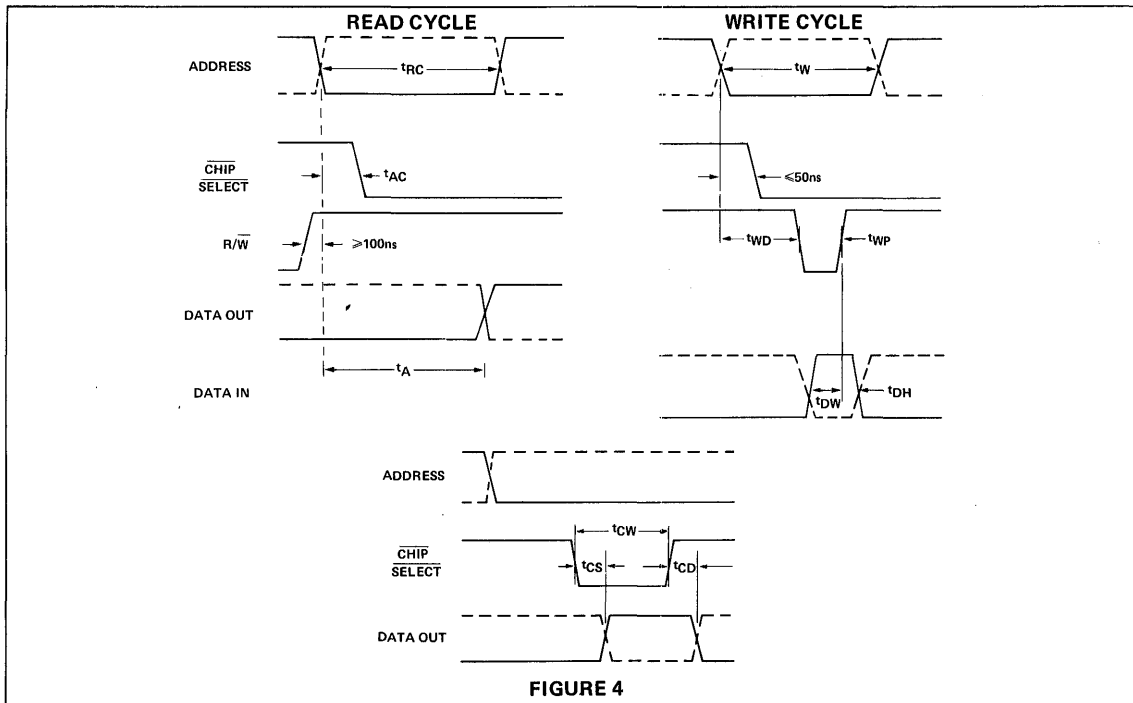 READ CYCLE
ADDRESS
tRC
CHIP
SELECT
tAC
R/W
≥100ns
DATA OUT
tA
DATA IN
WRITE CYCLE
tW
≤50ns
tWD
tWP
tDW
tDH
ADDRESS
tCW
CHIP
SELECT
tCS
tCD
DATA OUT
FIGURE 4